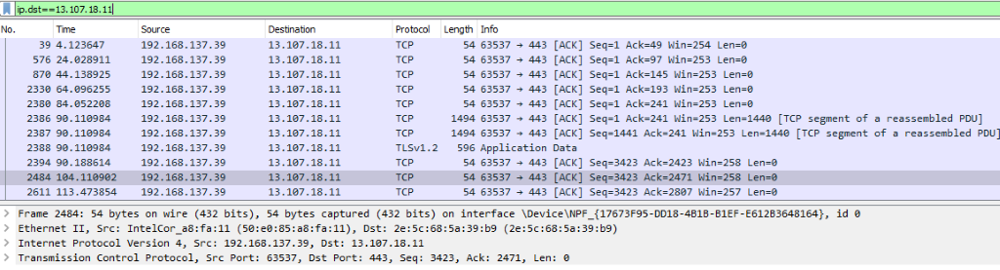 ip.dst==13.107.18.11
No. Time Source Destination Protocol Length Info
39 4.123647 192.168.137.39 13.107.18.11 TCP 54 63537 → 443 [ACK] Seq=1 Ack=49 Win=254 Len=0
576 24.028911 192.168.137.39 13.107.18.11 TCP 54 63537 → 443 [ACK] Seq=1 Ack=97 Win=253 Len=0
870 44.138925 192.168.137.39 13.107.18.11 TCP 54 63537 → 443 [ACK] Seq=1 Ack=145 Win=253 Len=0
2330 64.096255 192.168.137.39 13.107.18.11 TCP 54 63537 → 443 [ACK] Seq=1 Ack=193 Win=253 Len=0
2380 84.052208 192.168.137.39 13.107.18.11 TCP 54 63537 → 443 [ACK] Seq=1 Ack=241 Win=253 Len=0
2386 90.110984 192.168.137.39 13.107.18.11 TCP 1494 63537 → 443 [ACK] Seq=1 Ack=241 Win=253 Len=1440 [TCP segment of a reassembled PDU]
2387 90.110984 192.168.137.39 13.107.18.11 TCP 1494 63537 → 443 [ACK] Seq=1441 Ack=241 Win=253 Len=1440 [TCP segment of a reassembled PDU]
2388 90.110984 192.168.137.39 13.107.18.11 TLSv1.2 596 Application Data
2394 90.188614 192.168.137.39 13.107.18.11 TCP 54 63537 → 443 [ACK] Seq=3423 Ack=2423 Win=258 Len=0
2484 104.110902 192.168.137.39 13.107.18.11 TCP 54 63537 → 443 [ACK] Seq=3423 Ack=2471 Win=258 Len=0
2611 113.473854 192.168.137.39 13.107.18.11 TCP 54 63537 → 443 [ACK] Seq=3423 Ack=2807 Win=257 Len=0
Frame 2484: 54 bytes on wire (432 bits), 54 bytes captured (432 bits) on interface \Device\NPF_{17673F95-DD18-4B1B-B1EF-E612B3648164}, id 0
Ethernet II, Src: IntelCor_a8:fa:11 (50:e0:85:a8:fa:11), Dst: 2e:5c:68:5a:39:b9 (2e:5c:68:5a:39:b9)
Internet Protocol Version 4, Src: 192.168.137.39, Dst: 13.107.18.11
Transmission Control Protocol, Src Port: 63537, Dst Port: 443, Seq: 3423, Ack: 2471, Len: 0